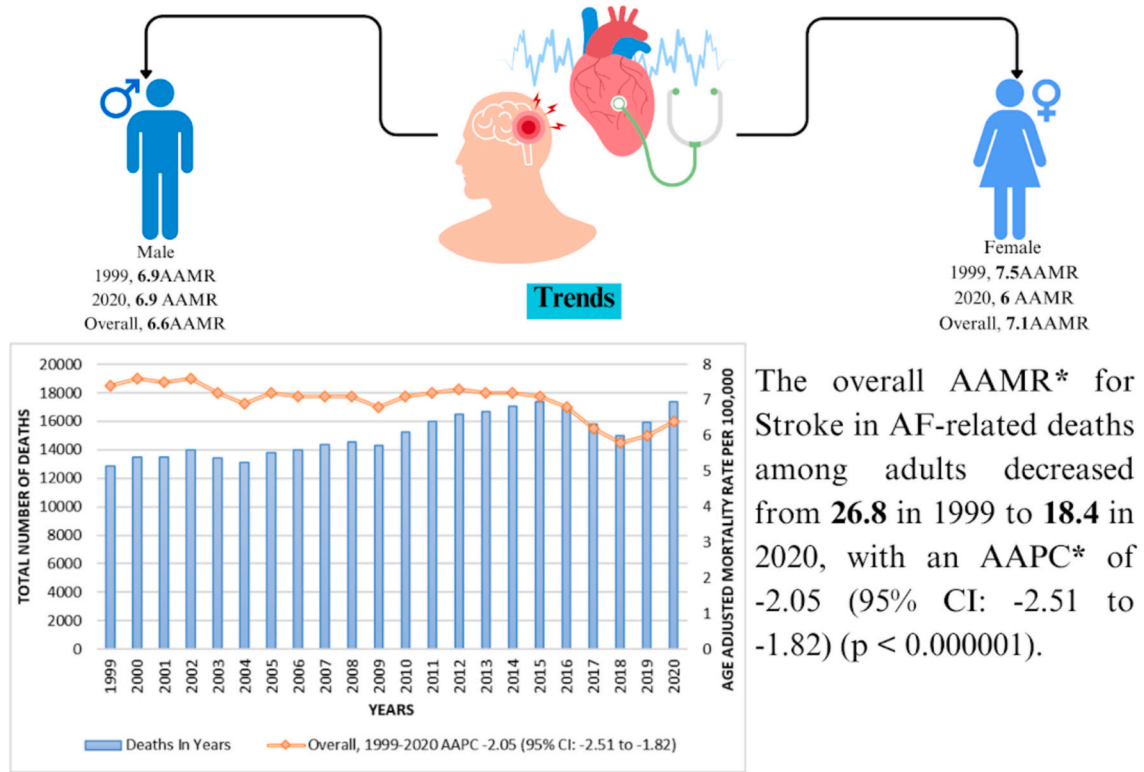 Male
1999, 6.9AAMR
2020, 6.9 AAMR
Overall, 6.6AAMR
Female
1999, 7.5AAMR
2020, 6 AAMR
Overall, 7.1AAMR
Trends
TOTAL NUMBER OF DEATHS
20000
18000
16000
14000
12000
10000
8000
6000
4000
2000
0
8
7
6
5
4
3
2
1
0
AGE ADJUSTED MORTALITY RATE PER 100,000
1999 2000 2001 2002 2003 2004 2005 2006 2007 2008 2009 2010 2011 2012 2013 2014 2015 2016 2017 2018 2019 2020
YEARS
Deaths In Years
Overall, 1999-2020 AAPC -2.05 (95% CI: -2.51 to -1.82)
The overall AAMR* for
Stroke in AF-related deaths
among adults decreased
from 26.8 in 1999 to 18.4 in
2020, with an AAPC* of
-2.05 (95% CI: -2.51 to
-1.82) (p < 0.000001).